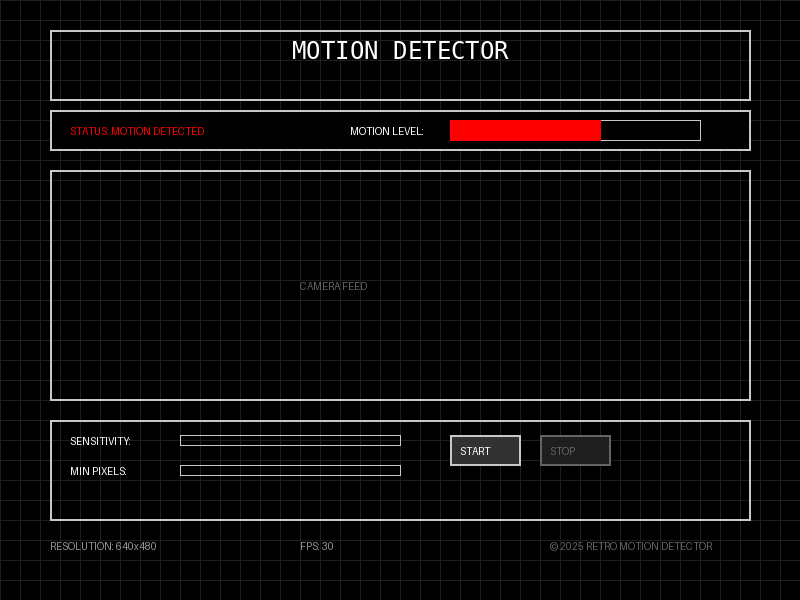 MOTION DETECTOR
STATUS: MOTION DETECTED
MOTION LEVEL:
CAMERA FEED
SENSITIVITY:
START
STOP
MIN PIXELS:
RESOLUTION: 640x480
FPS: 30
© 2025 RETRO MOTION DETECTOR